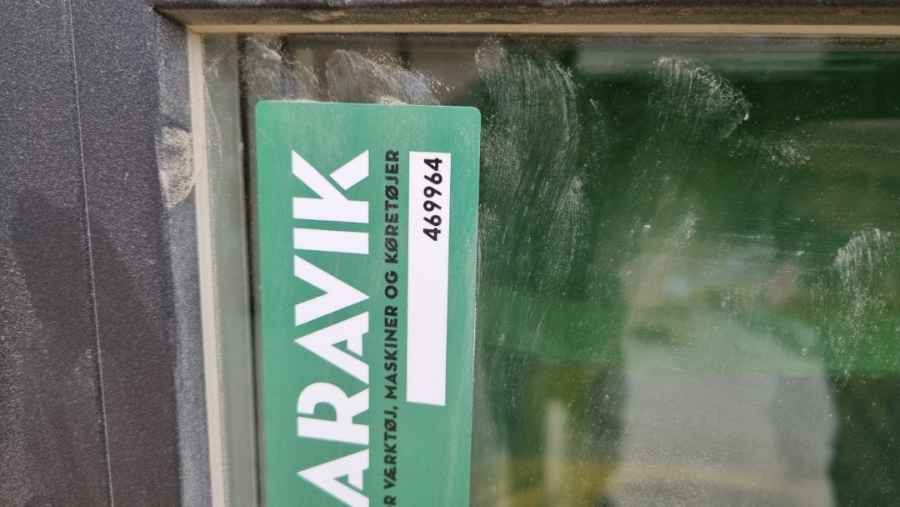 ARAVIK
R VÆRKTØJ, MASKINER OG KØRETØJER
469964